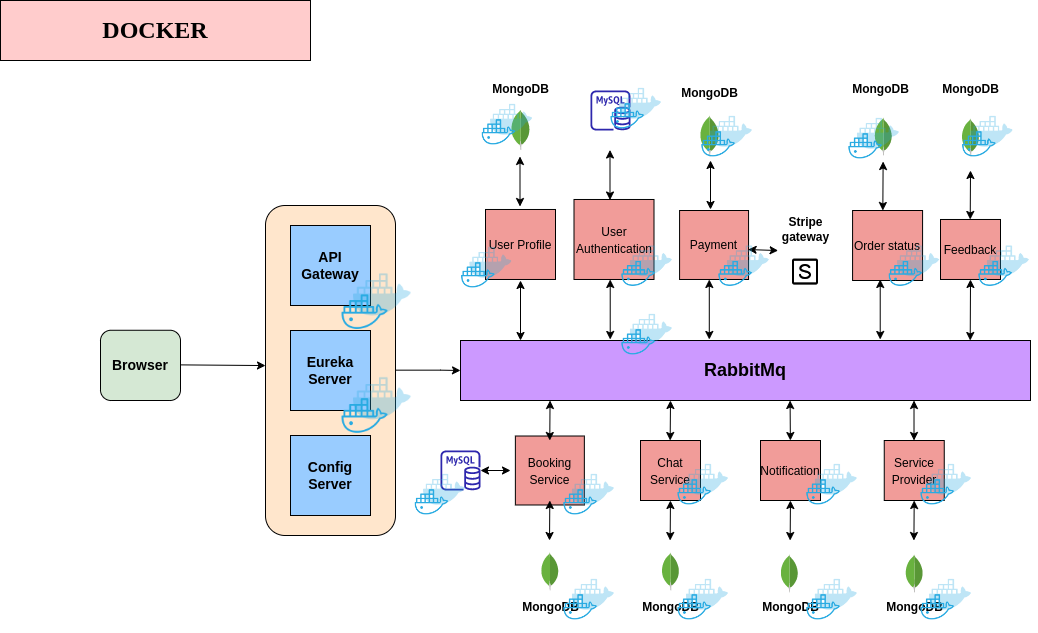 DOCKER
MongoDB
MySQL
MongoDB
MongoDB
MongoDB
User Profile
User
Authentication
Payment
Stripe
gateway
S
Order status
Feedback
API
Gateway
Browser
Eureka
Server
RabbitMq
Config
Server
MySQL
Booking
Service
Chat
Service
Notification
Service
Provider
MongoDB
MongoDB
MongoDB
MongoDB